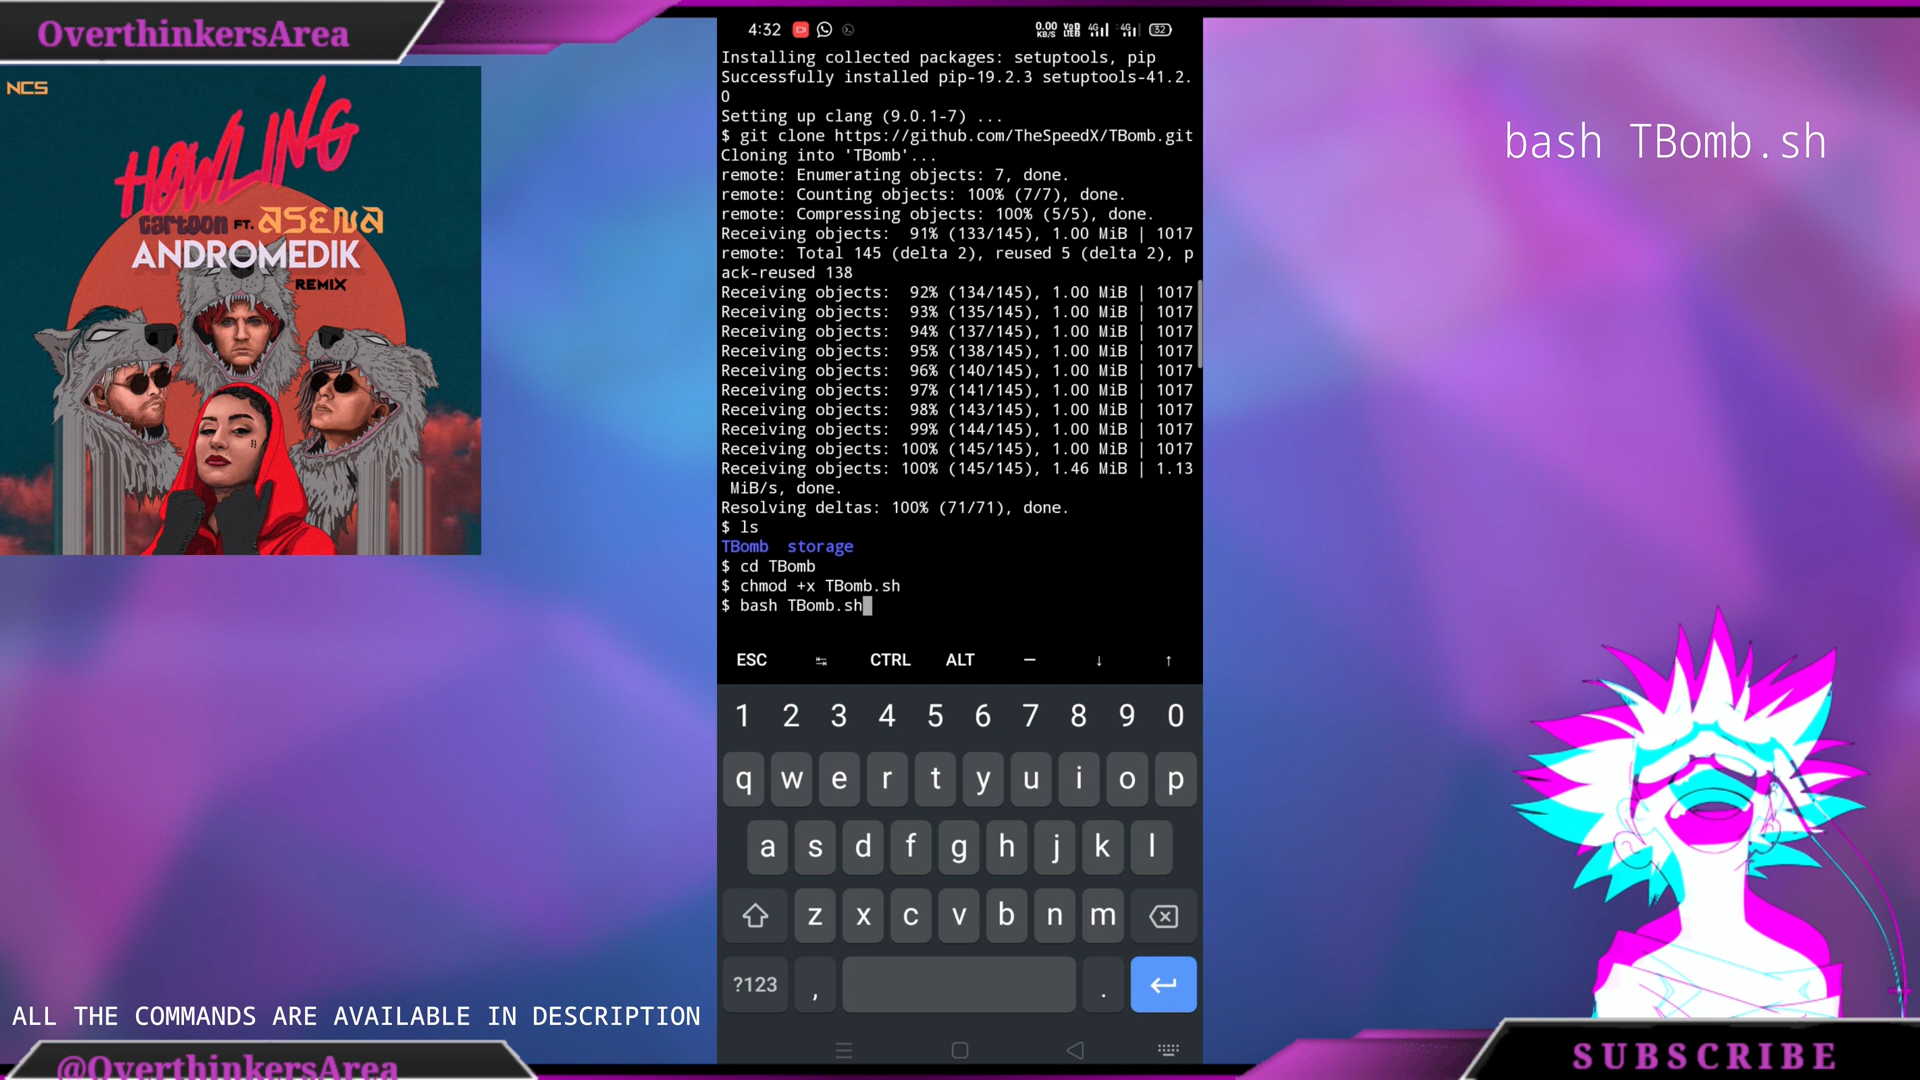 OverthinkersArea
NCS
HOWLING
cartoon FT. ASENA
ANDROMEDIK
REMIX
4:32
0.00 KB/S VoD LTE 4G 4G 32
Installing collected packages: setuptools, pip
Successfully installed pip-19.2.3 setuptools-41.2.
0
Setting up clang (9.0.1-7) ...
$ git clone https://github.com/TheSpeedX/TBomb.git
Cloning into 'TBomb'...
remote: Enumerating objects: 7, done.
remote: Counting objects: 100% (7/7), done.
remote: Compressing objects: 100% (5/5), done.
Receiving objects:  91% (133/145), 1.00 MiB | 1017
remote: Total 145 (delta 2), reused 5 (delta 2), p
ack-reused 138
Receiving objects:  92% (134/145), 1.00 MiB | 1017
Receiving objects:  93% (135/145), 1.00 MiB | 1017
Receiving objects:  94% (137/145), 1.00 MiB | 1017
Receiving objects:  95% (138/145), 1.00 MiB | 1017
Receiving objects:  96% (140/145), 1.00 MiB | 1017
Receiving objects:  97% (141/145), 1.00 MiB | 1017
Receiving objects:  98% (143/145), 1.00 MiB | 1017
Receiving objects:  99% (144/145), 1.00 MiB | 1017
Receiving objects: 100% (145/145), 1.00 MiB | 1017
Receiving objects: 100% (145/145), 1.46 MiB | 1.13
MiB/s, done.
Resolving deltas: 100% (71/71), done.
$ ls
TBomb  storage
$ cd TBomb
$ chmod +x TBomb.sh
$ bash TBomb.sh
ESC ↹ CTRL ALT — ↓ ↑
1 2 3 4 5 6 7 8 9 0
q w e r t y u i o p
a s d f g h j k l
z x c v b n m
?123 , .
bash TBomb.sh
ALL THE COMMANDS ARE AVAILABLE IN DESCRIPTION
@OverthinkersArea
SUBSCRIBE